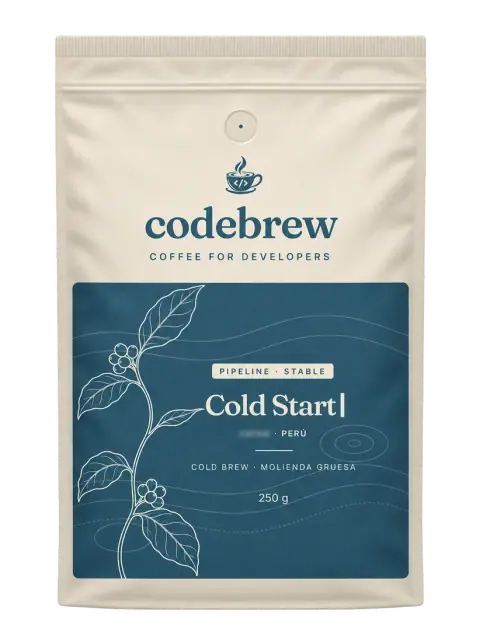 </>
codebrew
COFFEE FOR DEVELOPERS
PIPELINE · STABLE
Cold Start|
· PERÚ
COLD BREW · MOLIENDA GRUESA
250 g